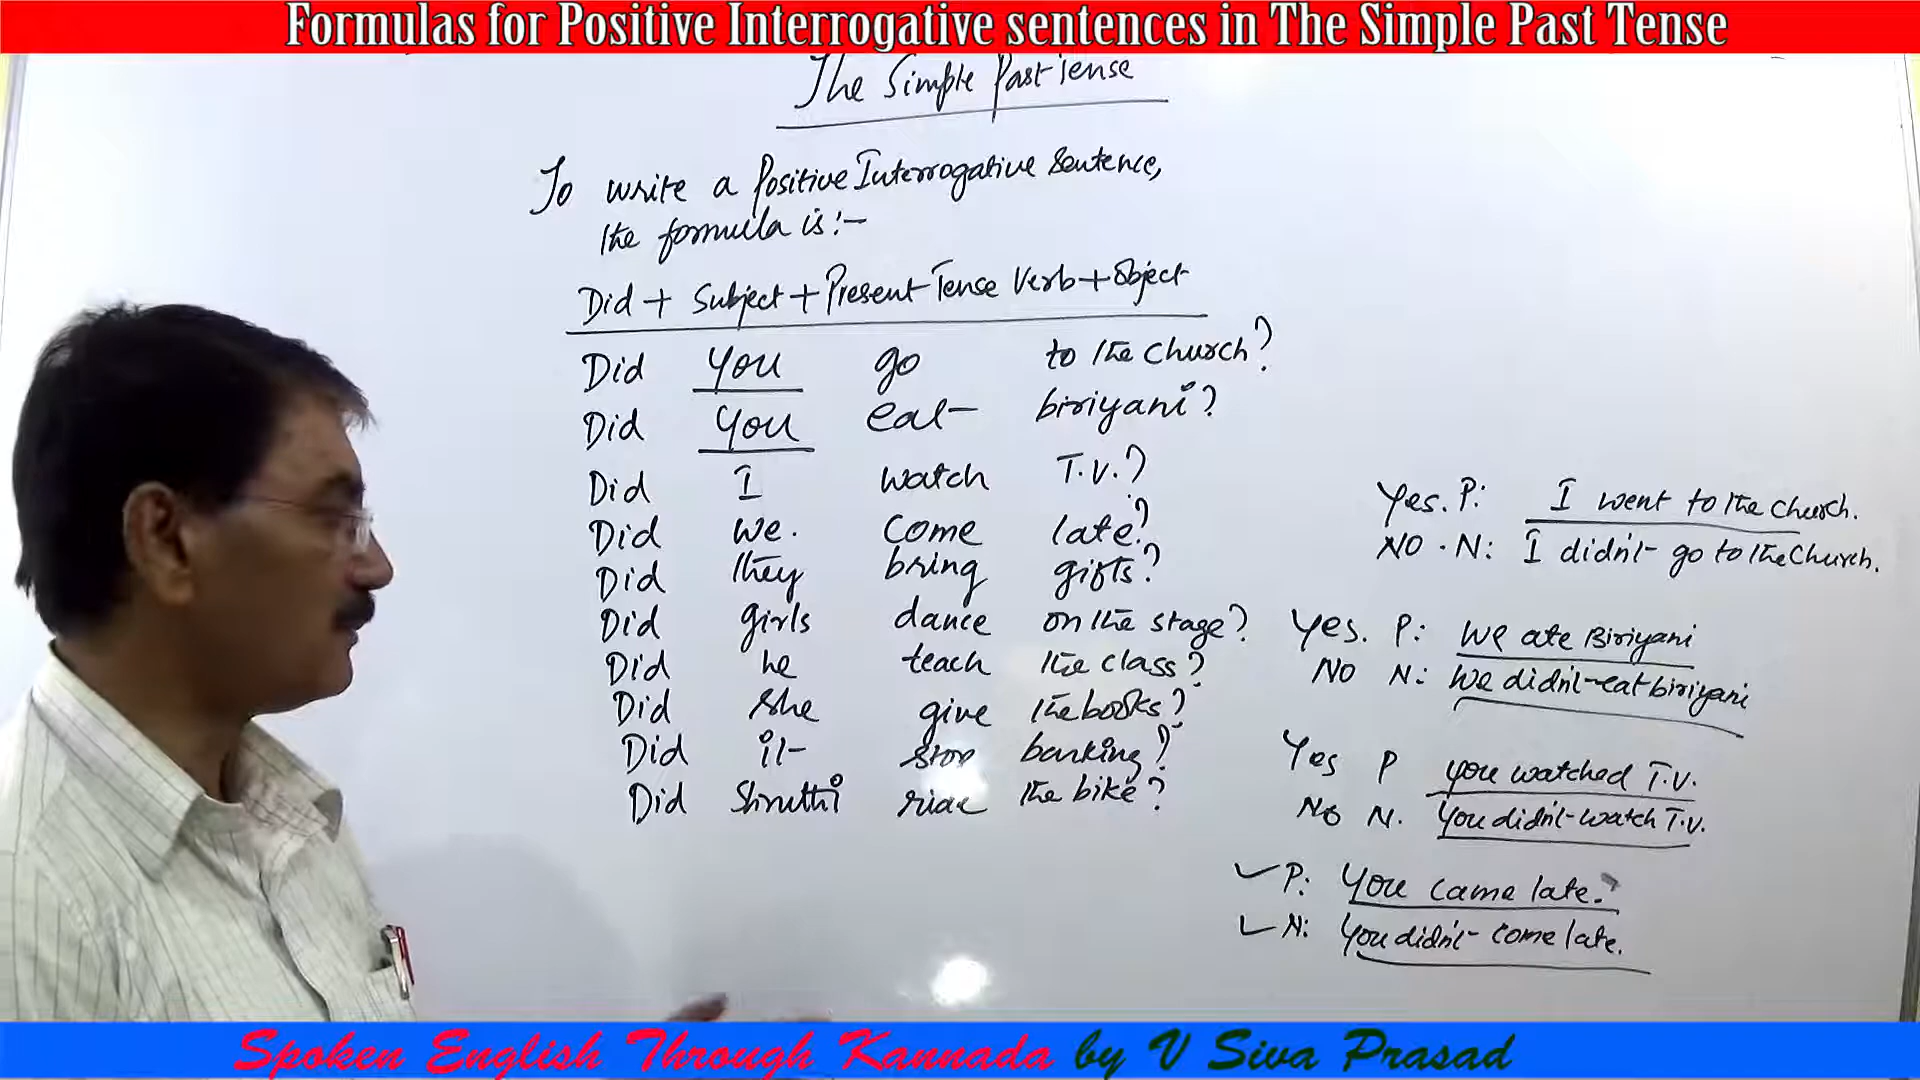 Formulas for Positive Interrogative sentences in The Simple Past Tense
The Simple Past Tense
To write a Positive Interrogative Sentence,
the formula is:-
Did + Subject + Present Tense Verb + Object
Did you go to the church?
Did you eat biriyani?
Did I watch T.V.?
Did we. come late?
Did they bring gifts?
Did girls dance on the stage?
Did he teach the class?
Did she give the books?
Did it stop barking?
Did Shruthi ride the bike?
Yes. P: I went to the church.
NO. N: I didn't go to the church.
Yes. P: We ate Biriyani
NO N: We didn't eat biriyani
Yes P you watched T.V.
No N. You didn't watch T.V.
P: You came late.
N: You didn't come late.
Spoken English Through Kannada by V Siva Prasad